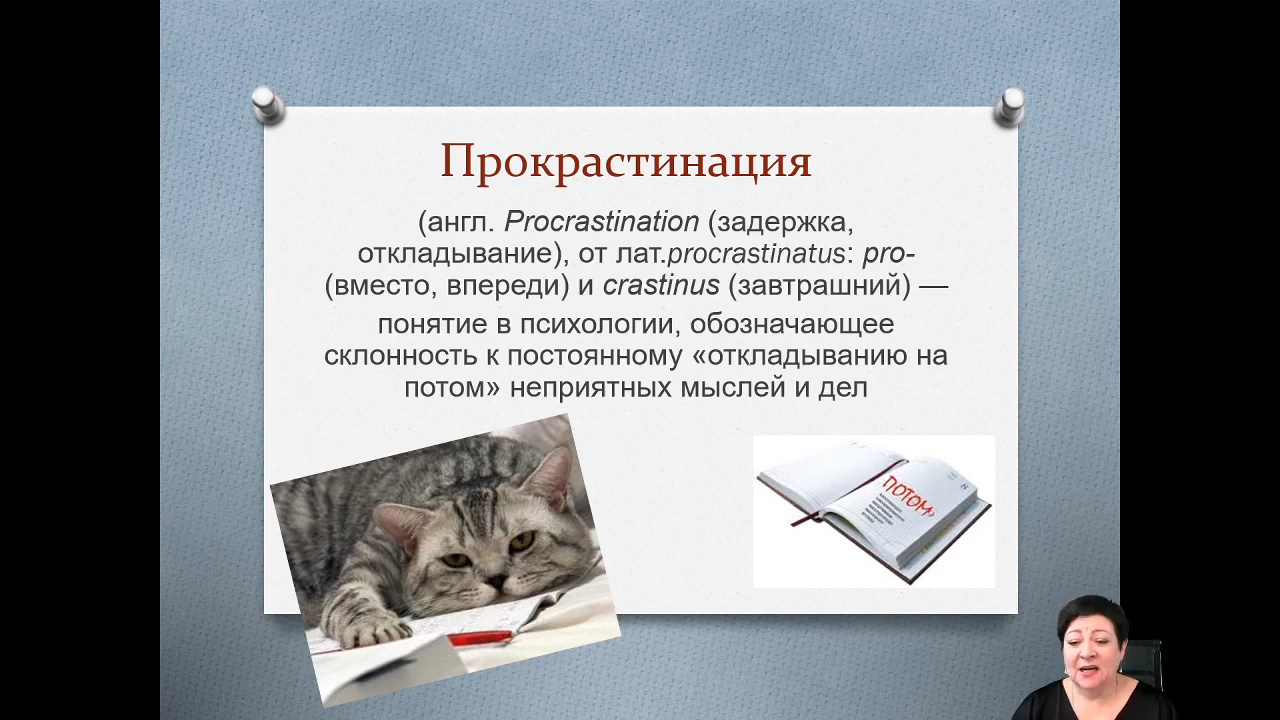 Прокрастинация
(англ. Procrastination (задержка,
откладывание), от лат.procrastinatus: pro-
(вместо, впереди) и crastinus (завтрашний) —
понятие в психологии, обозначающее
склонность к постоянному «откладыванию на
потом» неприятных мыслей и дел
ПОТОМ»